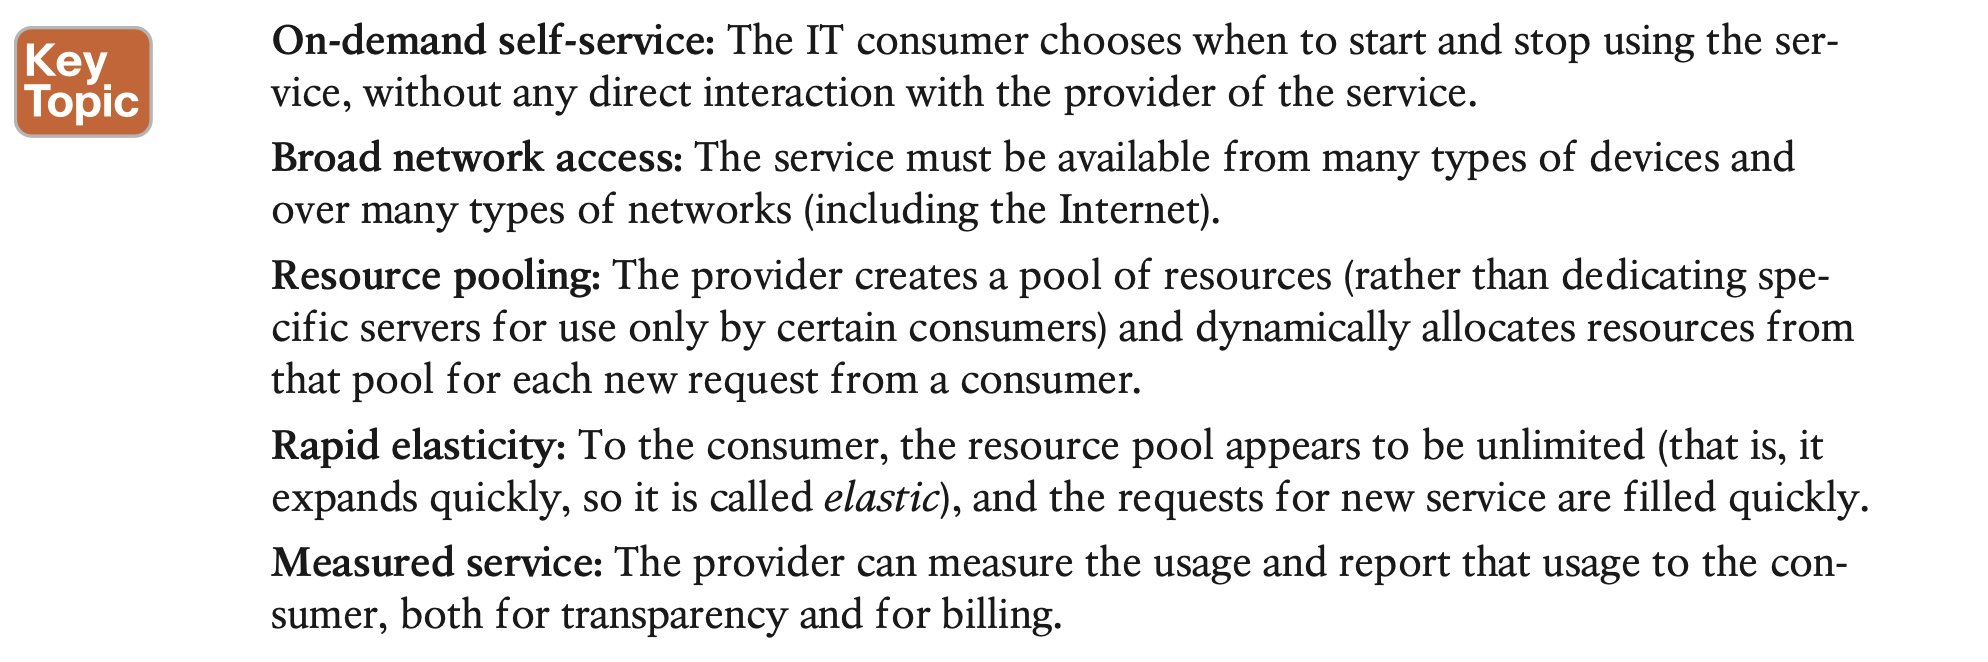 Key
Topic
On-demand self-service: The IT consumer chooses when to start and stop using the ser-
vice, without any direct interaction with the provider of the service.
Broad network access: The service must be available from many types of devices and
over many types of networks (including the Internet).
Resource pooling: The provider creates a pool of resources (rather than dedicating spe-
cific servers for use only by certain consumers) and dynamically allocates resources from
that pool for each new request from a consumer.
Rapid elasticity: To the consumer, the resource pool appears to be unlimited (that is, it
expands quickly, so it is called elastic), and the requests for new service are filled quickly.
Measured service: The provider can measure the usage and report that usage to the con-
sumer, both for transparency and for billing.